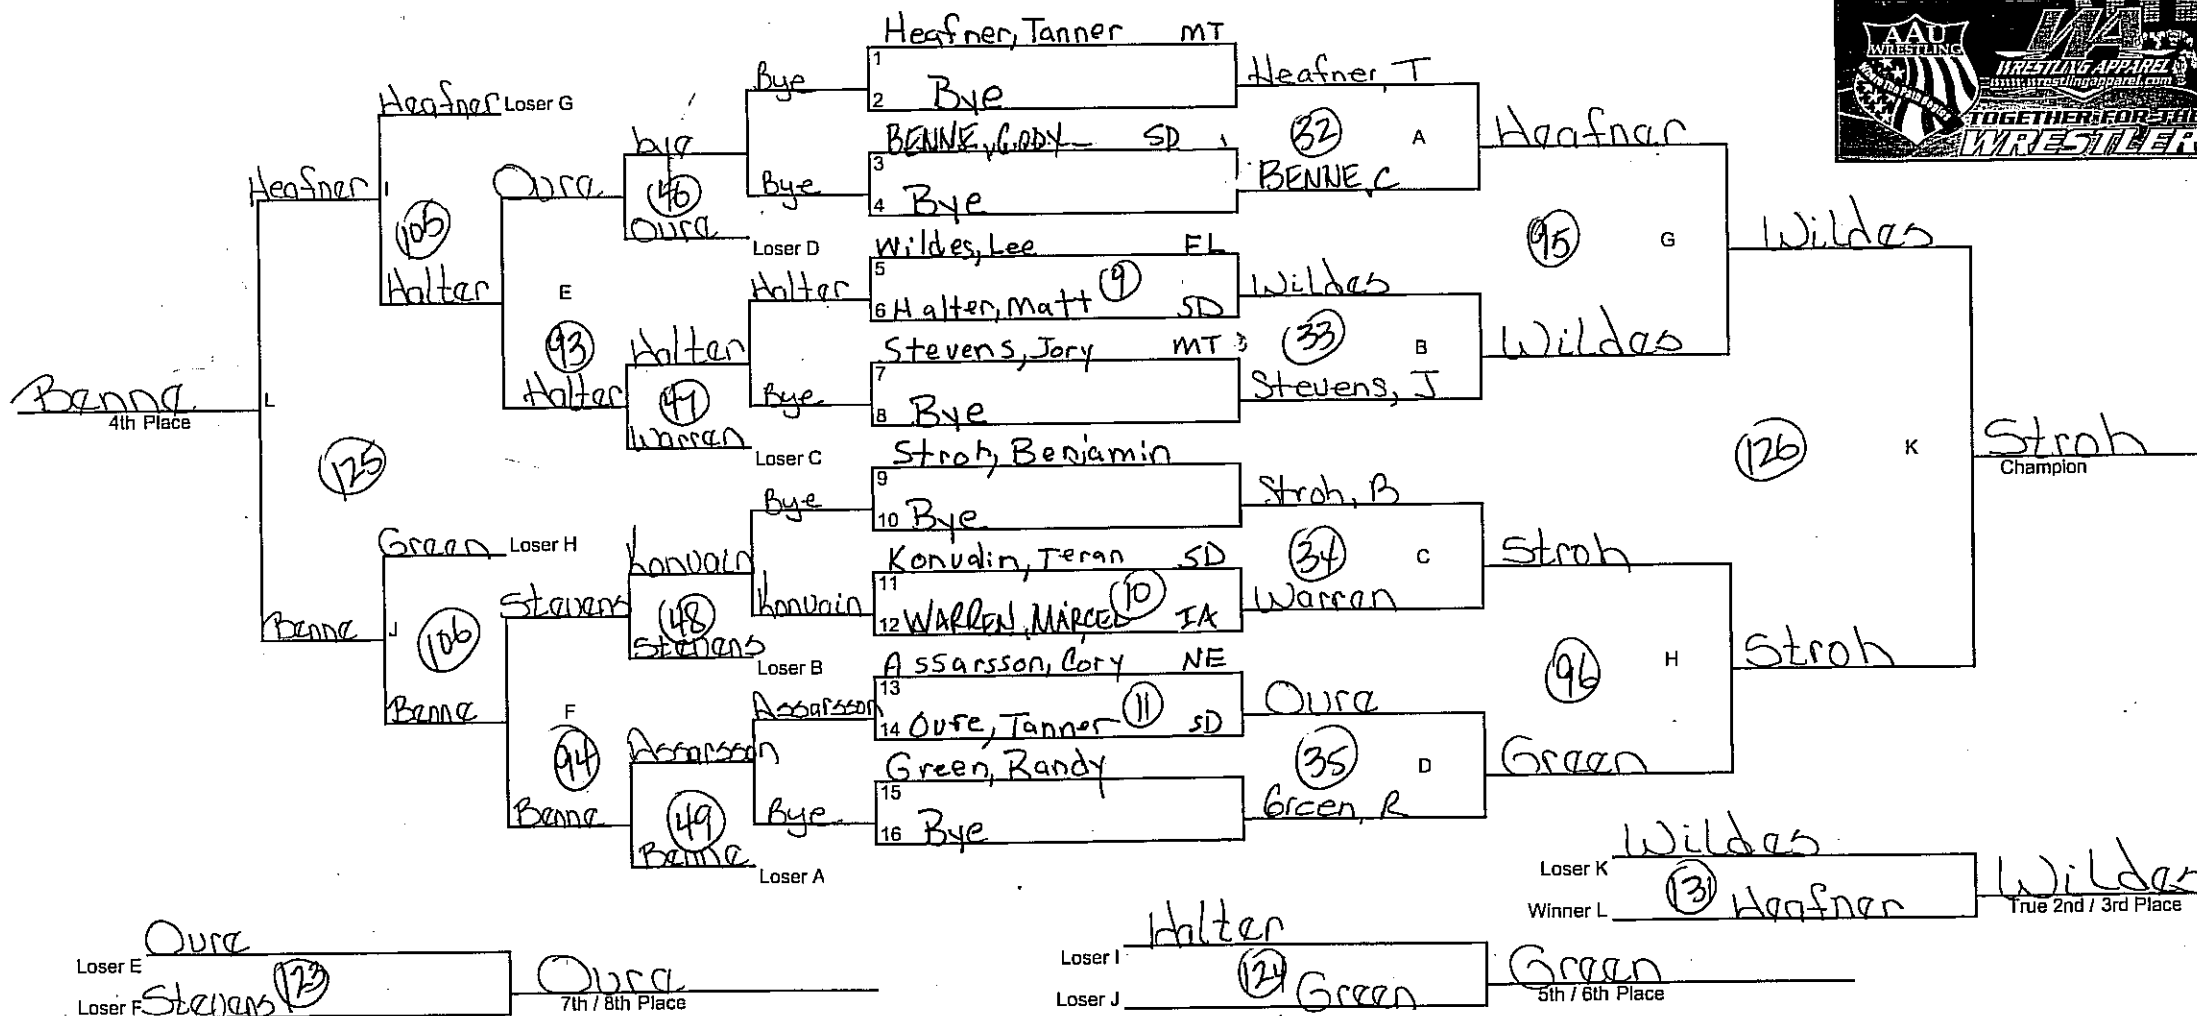 AAU
WRESTLING
WRESTLING APPAREL
www.wrestlingapparel.com
TOGETHER FOR THE
WRESTLER
Heafner, Tanner MT
1
2 Bye
BENNE, CODY SD
3
4 Bye
Wildes, Lee FL
5
6 Halter, Matt 9 SD
Stevens, Jory MT
7
8 Bye
Stroh, Benjamin
9
10 Bye
Konvalin, Teran SD
11
12 WARREN, MARCEL 10 IA
Assarsson, Cory NE
13
14 Oure, Tanner 11 SD
Green, Randy
15
16 Bye
Heafner, T
32 A
BENNE, C
Wildes
33 B
Stevens, J
Stroh, B
34 C
Warren
Oure
35 D
Green, R
Heafner
95 G
Wildes
Stroh
96 H
Green
Wildes
126 K
Stroh
Stroh
Champion
Bye
Bye
Halter
Bye
Bye
Konvain
Assarsson
Bye
bye
46
Oure Loser D
Halter
47
Warren Loser C
Konvain
48
Stevens Loser B
Assarsson
49
Benne Loser A
Oure
E
93
Halter
Stevens
F
94
Benne
Heafner Loser G
I
105
Halter
Green Loser H
J
106
Benne
Heafner
L
125
Benne
Benne
4th Place
Loser K Wildes
131
Winner L Heafner
Wildes
True 2nd / 3rd Place
Loser E Oure
123
Loser F Stevens
Oure
7th / 8th Place
Loser I Halter
124
Loser J Green
Green
5th / 6th Place